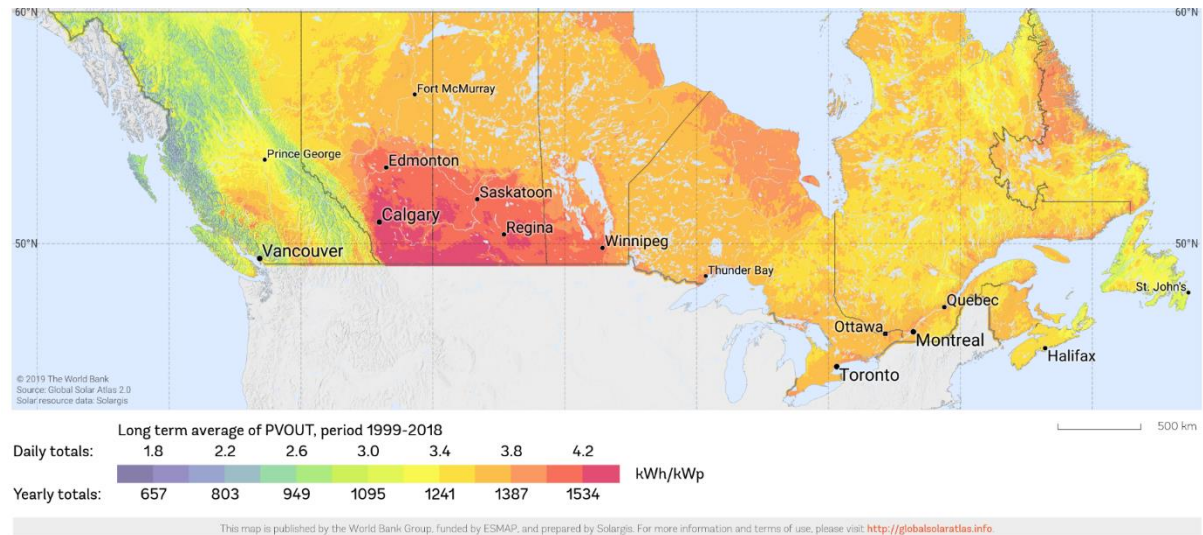 60°N
60°N
Fort McMurray
Prince George
Edmonton
Saskatoon
Calgary
Regina
50°N
50°N
Winnipeg
Vancouver
Thunder Bay
St. John's
Quebec
Ottawa
Montreal
Halifax
Toronto
© 2019 The World Bank
Source: Global Solar Atlas 2.0
Solar resource data: Solargis
500 km
Long term average of PVOUT, period 1999-2018
Daily totals: 1.8 2.2 2.6 3.0 3.4 3.8 4.2
kWh/kWp
Yearly totals: 657 803 949 1095 1241 1387 1534
This map is published by the World Bank Group, funded by ESMAP, and prepared by Solargis. For more information and terms of use, please visit http://globalsolaratlas.info.